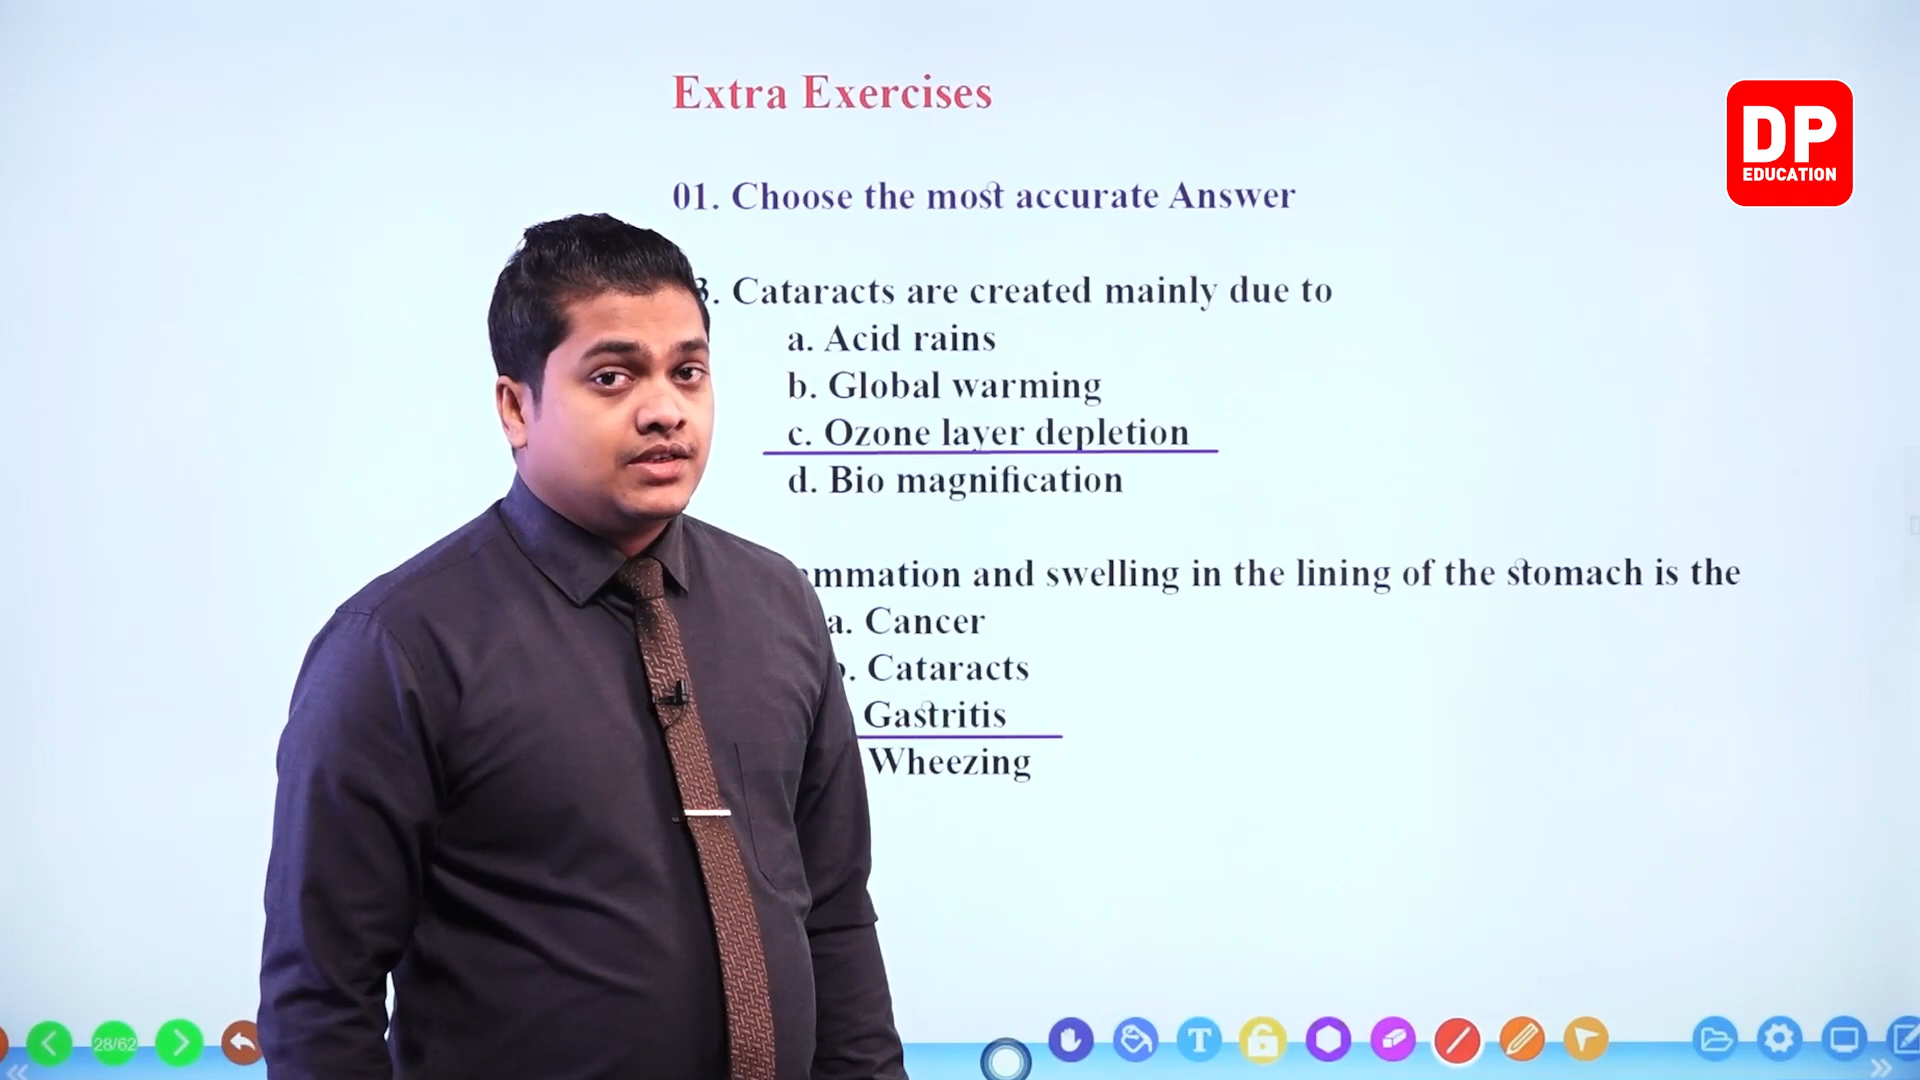 Extra Exercises
DP
EDUCATION
01. Choose the most accurate Answer
3. Cataracts are created mainly due to
a. Acid rains
b. Global warming
c. Ozone layer depletion
d. Bio magnification
and swelling in the lining of the stomach is the
a. Cancer
. Cataracts
Gastritis
Wheezing
28/62
T